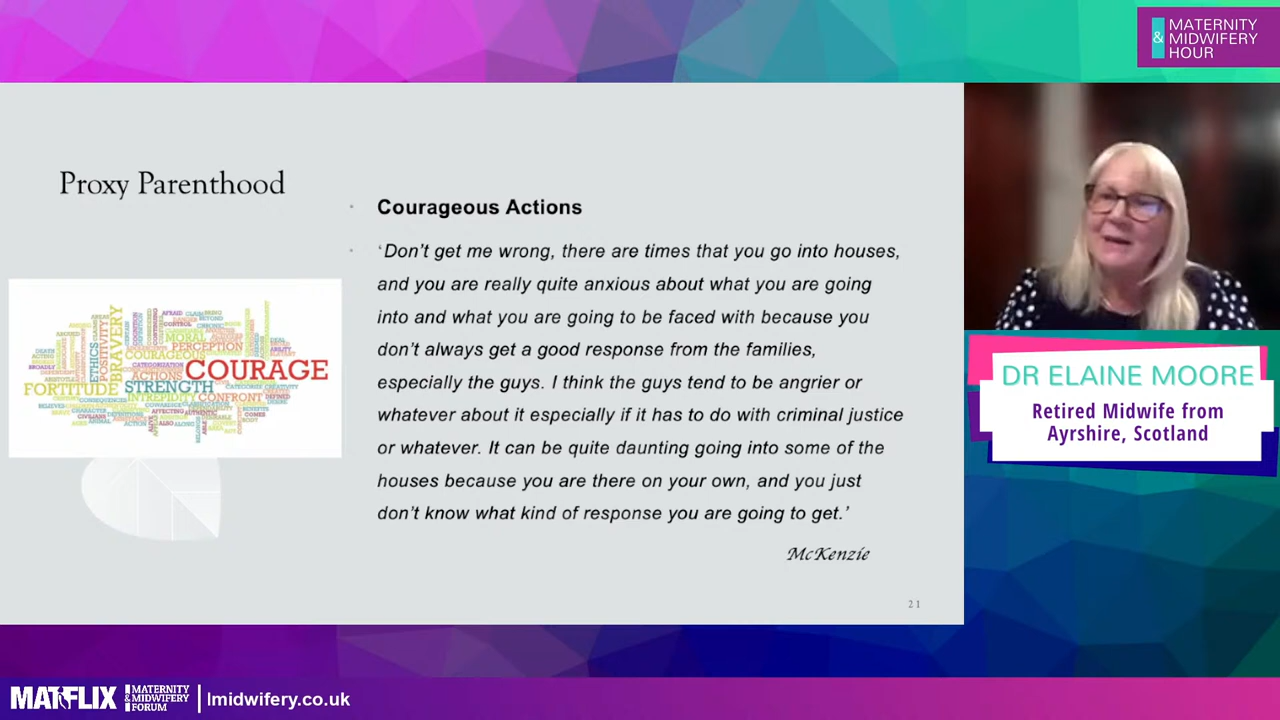 & MATERNITY
MIDWIFERY
HOUR
Proxy Parenthood
Courageous Actions
‘Don’t get me wrong, there are times that you go into houses,
and you are really quite anxious about what you are going
into and what you are going to be faced with because you
don’t always get a good response from the families,
especially the guys. I think the guys tend to be angrier or
whatever about it especially if it has to do with criminal justice
or whatever. It can be quite daunting going into some of the
houses because you are there on your own, and you just
don’t know what kind of response you are going to get.’
McKenzie
21
COURAGE
BRAVERY
FORTITUDE
STRENGTH
INTREPIDITY
CONFRONT
PERCEPTION
MORAL
COURAGEOUS
ACTIONS
ETHICS
POSITIVITY
DR ELAINE MOORE
Retired Midwife from
Ayrshire, Scotland
MATFLIX
MATERNITY
& MIDWIFERY
FORUM
lmidwifery.co.uk